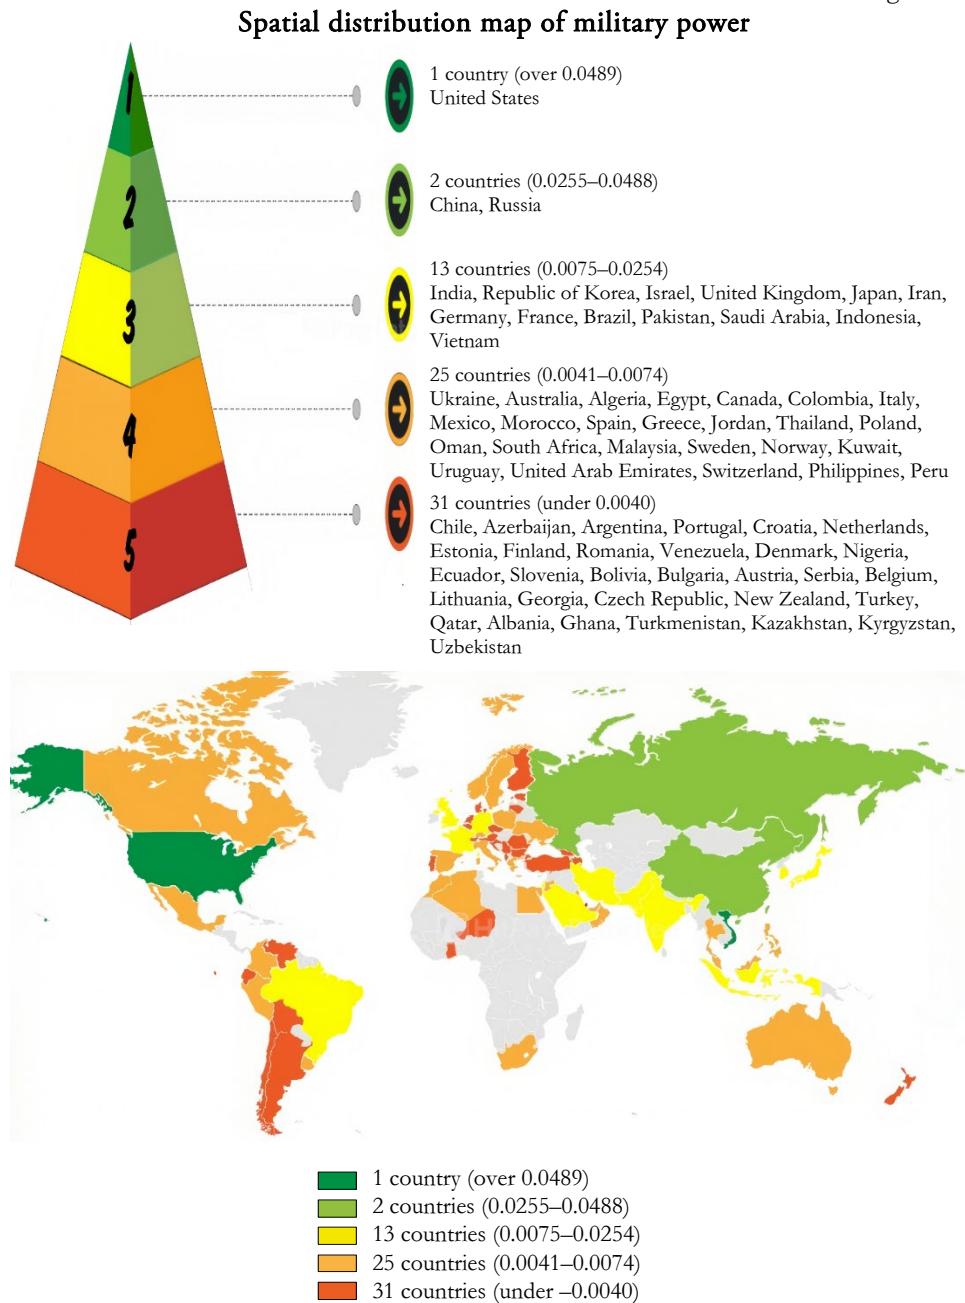 Spatial distribution map of military power
1
1 country (over 0.0489)
United States
2
2 countries (0.0255–0.0488)
China, Russia
3
13 countries (0.0075–0.0254)
India, Republic of Korea, Israel, United Kingdom, Japan, Iran,
Germany, France, Brazil, Pakistan, Saudi Arabia, Indonesia,
Vietnam
4
25 countries (0.0041–0.0074)
Ukraine, Australia, Algeria, Egypt, Canada, Colombia, Italy,
Mexico, Morocco, Spain, Greece, Jordan, Thailand, Poland,
Oman, South Africa, Malaysia, Sweden, Norway, Kuwait,
Uruguay, United Arab Emirates, Switzerland, Philippines, Peru
5
31 countries (under 0.0040)
Chile, Azerbaijan, Argentina, Portugal, Croatia, Netherlands,
Estonia, Finland, Romania, Venezuela, Denmark, Nigeria,
Ecuador, Slovenia, Bolivia, Bulgaria, Austria, Serbia, Belgium,
Lithuania, Georgia, Czech Republic, New Zealand, Turkey,
Qatar, Albania, Ghana, Turkmenistan, Kazakhstan, Kyrgyzstan,
Uzbekistan
1 country (over 0.0489)
2 countries (0.0255–0.0488)
13 countries (0.0075–0.0254)
25 countries (0.0041–0.0074)
31 countries (under –0.0040)